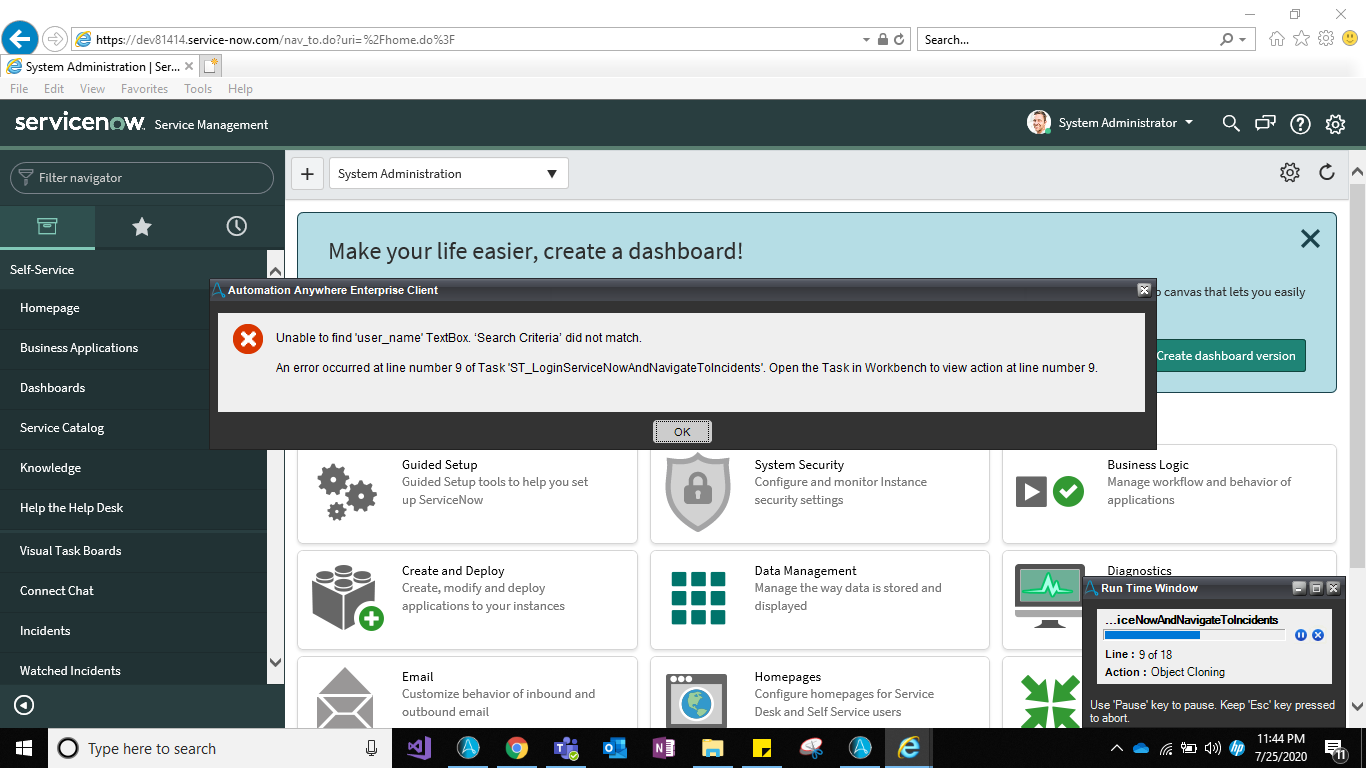 https://dev81414.service-now.com/nav_to.do?uri=%2Fhome.do%3F
Search...
System Administration | Ser...
File Edit View Favorites Tools Help
servicenow. Service Management
System Administrator
Filter navigator
System Administration
Make your life easier, create a dashboard!
Self-Service
Homepage
Business Applications
Dashboards
Service Catalog
Knowledge
Help the Help Desk
Visual Task Boards
Connect Chat
Incidents
Watched Incidents
canvas that lets you easily
Create dashboard version
Automation Anywhere Enterprise Client
Unable to find 'user_name' TextBox. ‘Search Criteria’ did not match.
An error occurred at line number 9 of Task 'ST_LoginServiceNowAndNavigateToIncidents'. Open the Task in Workbench to view action at line number 9.
OK
Guided Setup
Guided Setup tools to help you set
up ServiceNow
System Security
Configure and monitor Instance
security settings
Business Logic
Manage workflow and behavior of
applications
Create and Deploy
Create, modify and deploy
applications to your instances
Data Management
Manage the way data is stored and
displayed
Diagnostics
Email
Customize behavior of inbound and
outbound email
Homepages
Configure homepages for Service
Desk and Self Service users
Run Time Window
...iceNowAndNavigateToIncidents
Line : 9 of 18
Action : Object Cloning
Use 'Pause' key to pause. Keep 'Esc' key pressed
to abort.
Type here to search
11:44 PM
7/25/2020
11